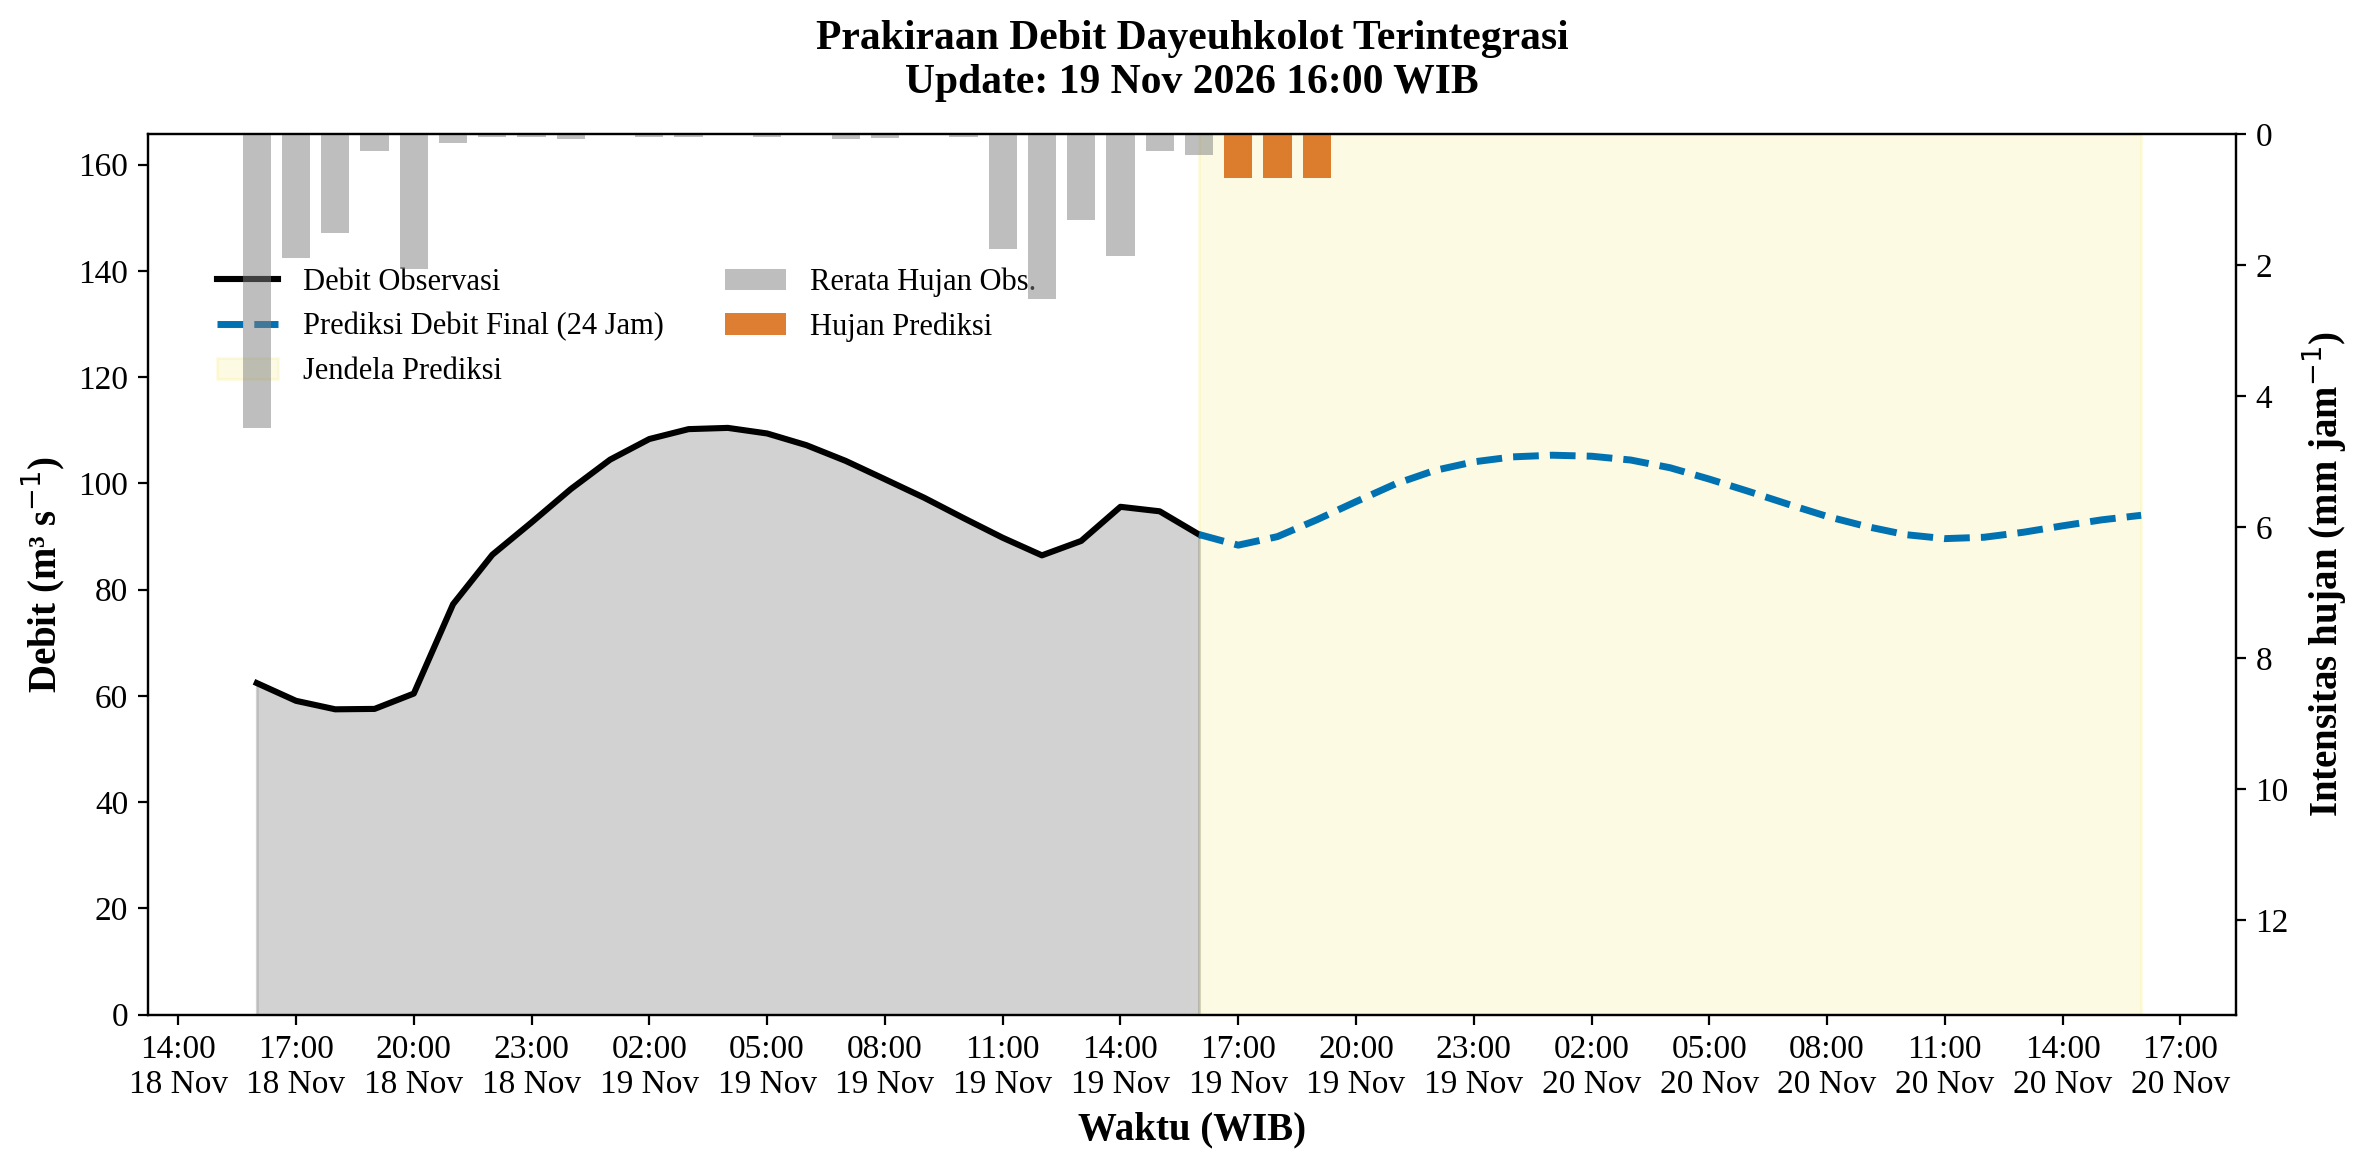 Prakiraan Debit Dayeuhkolot Terintegrasi
Update: 19 Nov 2026 16:00 WIB
Debit (m³ s⁻¹)
160
140
120
100
80
60
40
20
0
Debit Observasi
Prediksi Debit Final (24 Jam)
Jendela Prediksi
Rerata Hujan Obs.
Hujan Prediksi
0
2
4
6
8
10
12
Intensitas hujan (mm jam⁻¹)
14:00 17:00 20:00 23:00 02:00 05:00 08:00 11:00 14:00 17:00 20:00 23:00 02:00 05:00 08:00 11:00 14:00 17:00
18 Nov 18 Nov 18 Nov 18 Nov 19 Nov 19 Nov 19 Nov 19 Nov 19 Nov 19 Nov 19 Nov 19 Nov 20 Nov 20 Nov 20 Nov 20 Nov 20 Nov 20 Nov
Waktu (WIB)